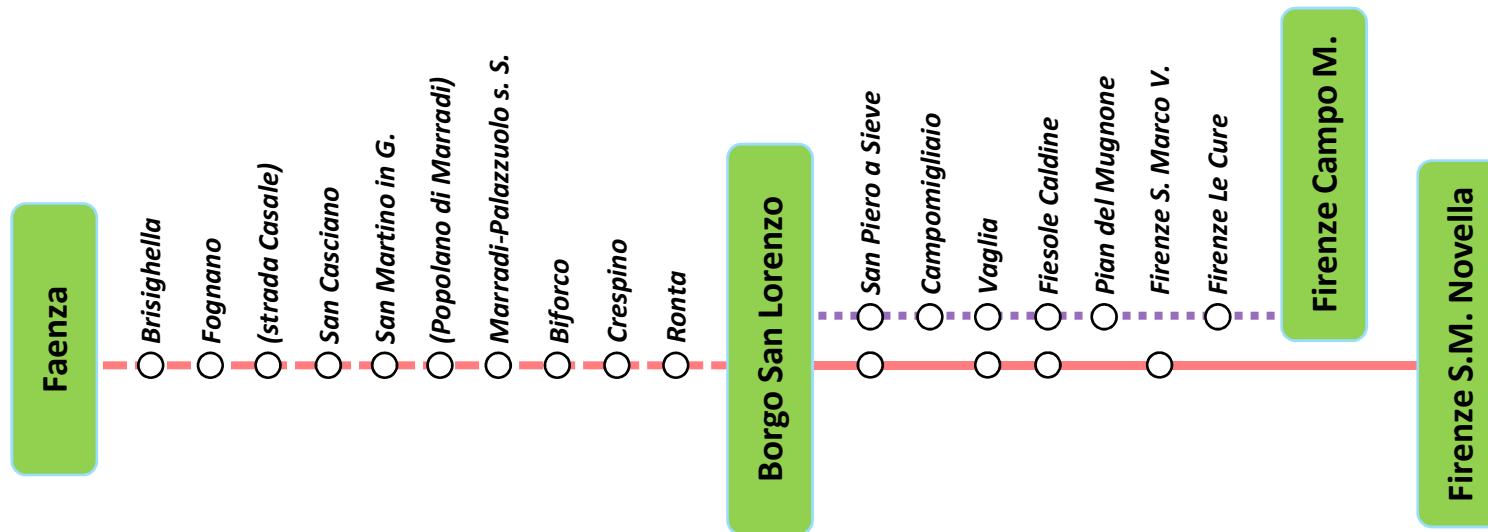 Faenza
Brisighella
Fognano
(strada Casale)
San Casciano
San Martino in G.
(Popolano di Marradi)
Marradi-Palazzuolo s. S.
Biforco
Crespino
Ronta
Borgo San Lorenzo
San Piero a Sieve
Campomigliaio
Vaglia
Fiesole Caldine
Pian del Mugnone
Firenze S. Marco V.
Firenze Le Cure
Firenze Campo M.
Firenze S.M. Novella